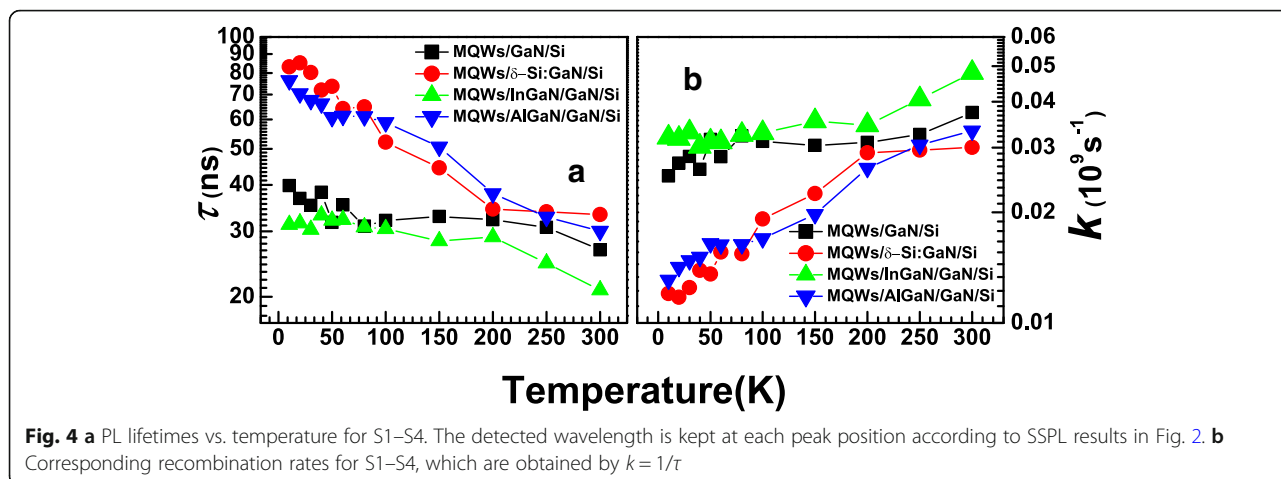 100
90
80
70
60
50
40
30
20
τ (ns)
MQWs/GaN/Si
MQWs/δ–Si:GaN/Si
MQWs/InGaN/GaN/Si
MQWs/AlGaN/GaN/Si
a
0 50 100 150 200 250 300
b
MQWs/GaN/Si
MQWs/δ–Si:GaN/Si
MQWs/InGaN/GaN/Si
MQWs/AlGaN/GaN/Si
0 50 100 150 200 250 300
0.06
0.05
0.04
0.03
0.02
0.01
k (10⁹s⁻¹)
Temperature(K)
Fig. 4 a PL lifetimes vs. temperature for S1–S4. The detected wavelength is kept at each peak position according to SSPL results in Fig. 2. b
Corresponding recombination rates for S1–S4, which are obtained by k = 1/τ